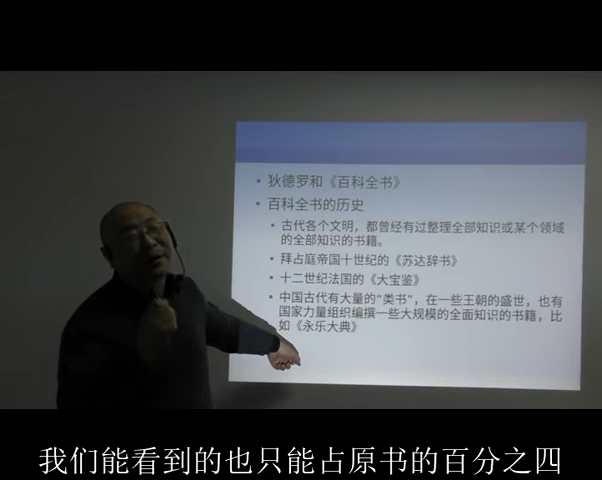 狄德罗和《百科全书》
百科全书的历史
古代各个文明，都曾经有过整理全部知识或某个领域
的全部知识的书籍。
拜占庭帝国十世纪的《苏达辞书》
十二世纪法国的《大宝鉴》
中国古代有大量的“类书”，在一些王朝的盛世，也有
国家力量组织编撰一些大规模的全面知识的书籍，比
如《永乐大典》
我们能看到的也只能占原书的百分之四